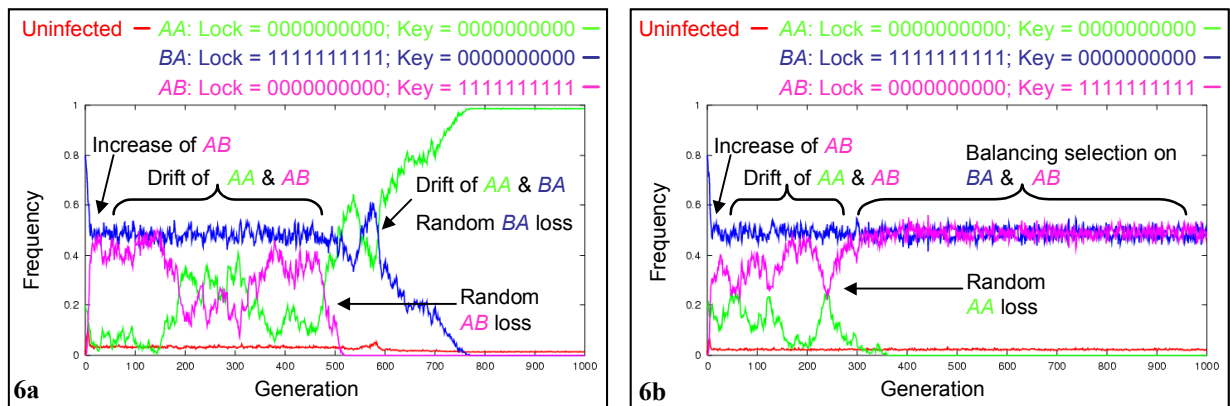 Uninfected — AA: Lock = 0000000000; Key = 0000000000 —
BA: Lock = 1111111111; Key = 0000000000 —
AB: Lock = 0000000000; Key = 1111111111 —
1
0.8
0.6
0.4
0.2
0
Frequency
Increase of AB
Drift of AA & AB
Drift of AA & BA
Random BA loss
Random
AB loss
0 100 200 300 400 500 600 700 800 900 1000
Generation
6a
Uninfected — AA: Lock = 0000000000; Key = 0000000000 —
BA: Lock = 1111111111; Key = 0000000000 —
AB: Lock = 0000000000; Key = 1111111111 —
1
0.8
0.6
0.4
0.2
0
Frequency
Increase of AB
Drift of AA & AB
Balancing selection on
BA & AB
Random
AA loss
0 100 200 300 400 500 600 700 800 900 1000
Generation
6b